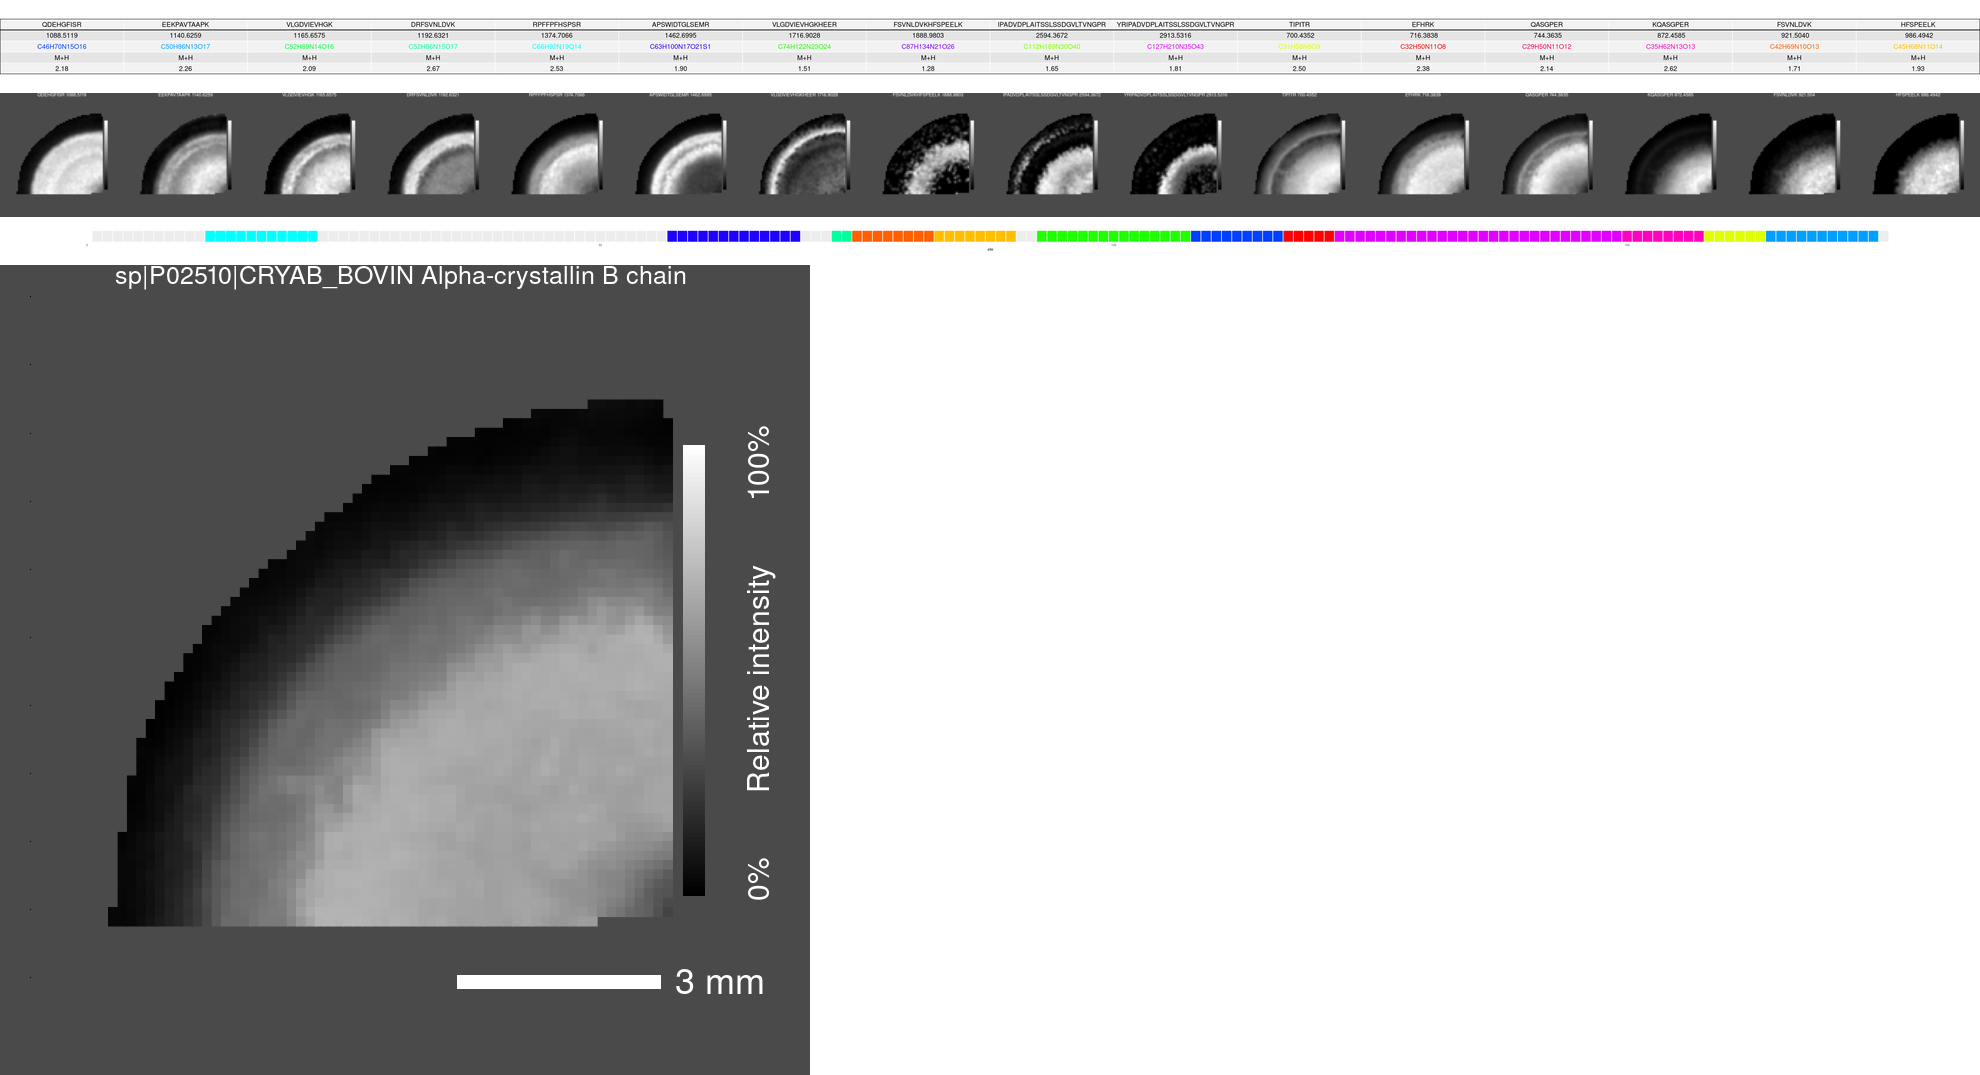 QDEHGFISR EEKPAVTAAPK VLGDVIEVHGK DRFSVNLDVK RPFFPFHSPSR APSWIDTGLSEMR VLGDVIEVHGKHEER FSVNLDVKHFSPEELK IPADVDPLAITSSLSSDGVLTVNGPR YRIPADVDPLAITSSLSSDGVLTVNGPR TIPITR EFHRK QASGPER KQASGPER FSVNLDVK HFSPEELK
1088.5119 1140.6259 1165.6575 1192.6321 1374.7066 1462.6995 1716.9028 1888.9803 2594.3672 2913.5316 700.4352 716.3838 744.3635 872.4585 921.5040 986.4942
C46H70N15O16 C50H86N13O17 C52H89N14O16 C52H86N15O17 C66H92N19O14 C63H100N17O21S1 C74H122N23O24 C87H134N21O26 C112H189N30O40 C127H210N35O43 C32H50N11O8 C29H50N11O12 C35H62N13O13 C42H69N10O13 C45H68N11O14
M+H M+H M+H M+H M+H M+H M+H M+H M+H M+H M+H M+H M+H M+H M+H M+H
2.18 2.26 2.09 2.67 2.53 1.90 1.51 1.28 1.65 1.81 2.50 2.38 2.14 2.62 1.71 1.93
sp|P02510|CRYAB_BOVIN Alpha-crystallin B chain
100%
Relative intensity
0%
3 mm